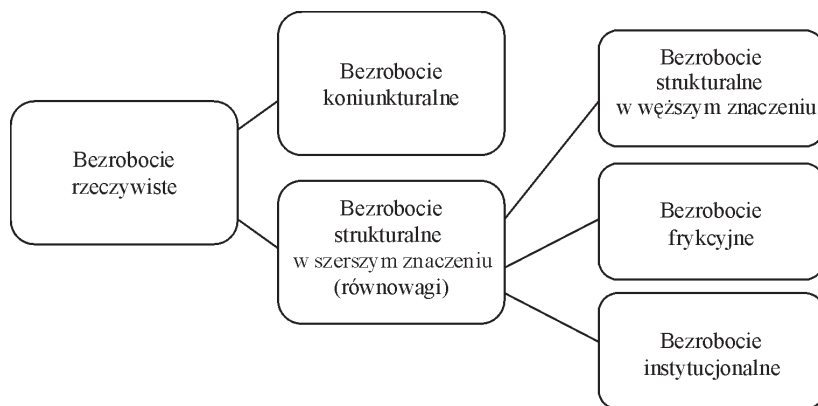 Bezrobocie
rzeczywiste
Bezrobocie
koniunkturalne
Bezrobocie
strukturalne
w szerszym znaczeniu
(równowagi)
Bezrobocie
strukturalne
w węższym znaczeniu
Bezrobocie
frykcyjne
Bezrobocie
instytucjonalne